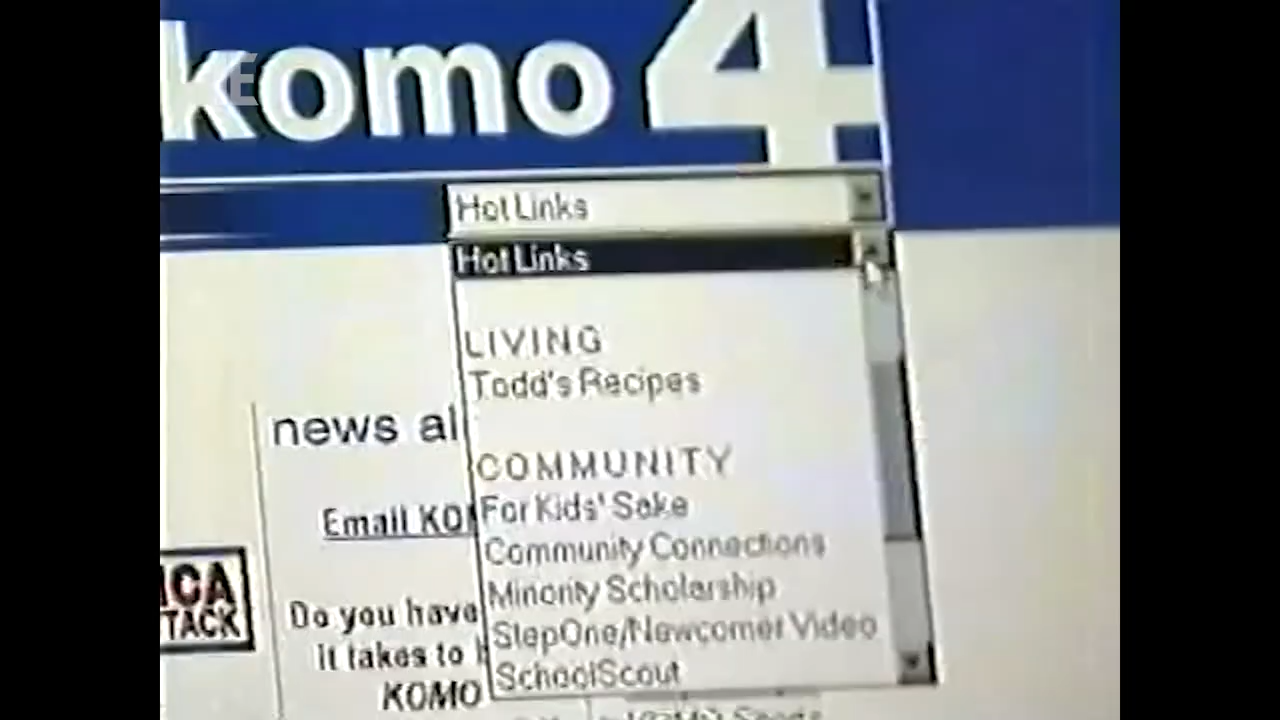 komo 4
Hot Links
Hot Links
LIVING
Todd's Recipes
news al
COMMUNITY
For Kids' Sake
Email KO
Community Connections
ICA
Minority Scholarship
Do you have
TACK
StepOne/Newcomer Video
it takes to
SchoolScout
KOMO